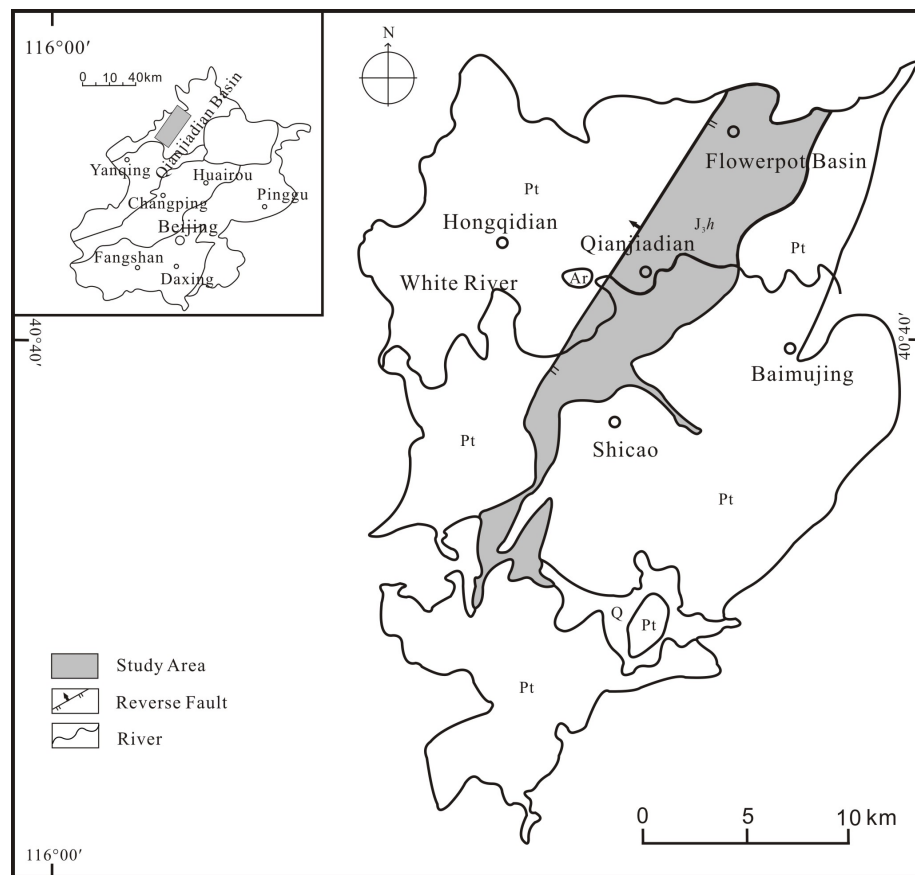 116°00′
0 10 40km
Qianjiadian Basin
Yanqing
Huairou
Changping
Pinggu
Beijing
Fangshan
Daxing
N
Flowerpot Basin
Pt
Hongqidian
J₃h
Qianjiadian
Pt
White River
Ar
40°40′
40°40′
Baimujing
Pt
Shicao
Pt
Q
Pt
Pt
Study Area
Reverse Fault
River
0 5 10 km
116°00′